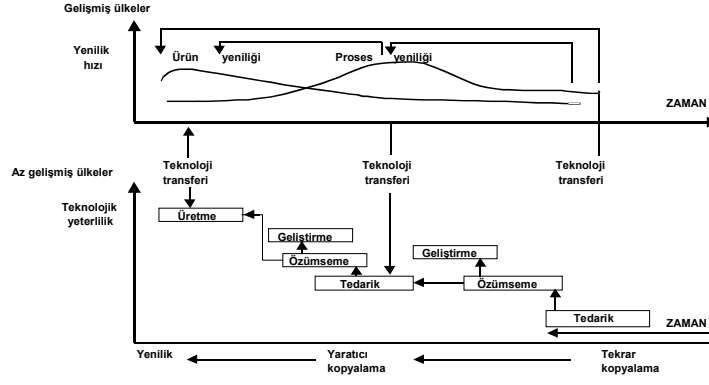 Gelişmiş ülkeler
Yenilik
hızı
Ürün yeniliği Proses yeniliği
ZAMAN
Teknoloji
transferi
Teknoloji
transferi
Teknoloji
transferi
Az gelişmiş ülkeler
Teknolojik
yeterlilik
Üretme
Geliştirme
Özümseme
Tedarik
Geliştirme
Özümseme
Tedarik
ZAMAN
Yenilik
Yaratıcı
kopyalama
Tekrar
kopyalama